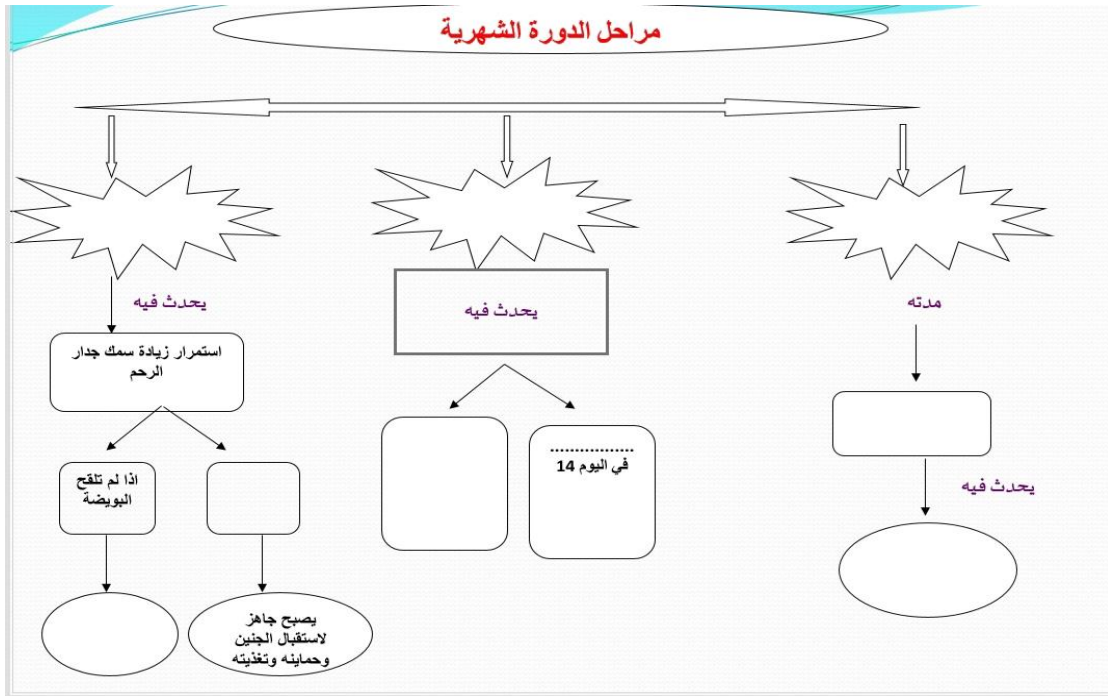 مراحل الدورة الشهرية
مدته
يحدث فيه
يحدث فيه
.................
في اليوم 14
يحدث فيه
استمرار زيادة سمك جدار
الرحم
اذا لم تلقح
البويضة
يصبح جاهز
لاستقبال الجنين
وحماينه وتغذيته